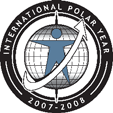 INTERNATIONAL POLAR YEAR
2007-2008